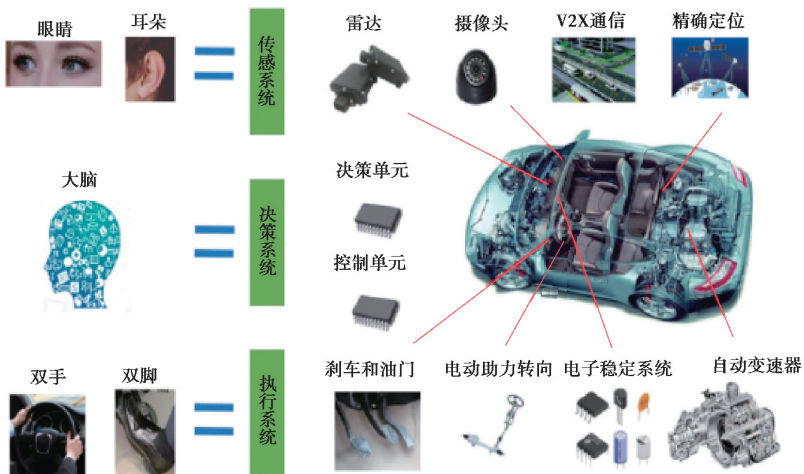 眼睛
耳朵
传感系统
雷达
摄像头
V2X通信
精确定位
大脑
决策系统
决策单元
控制单元
双手
双脚
执行系统
刹车和油门
电动助力转向
电子稳定系统
自动变速器